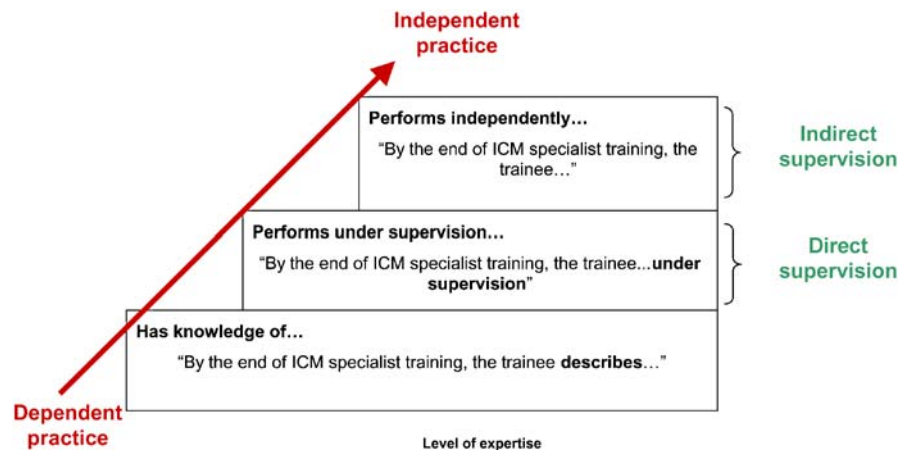 Independent
practice
Performs independently...
“By the end of ICM specialist training, the
trainee...”
Indirect
supervision
Performs under supervision...
“By the end of ICM specialist training, the trainee...under
supervision”
Direct
supervision
Has knowledge of...
“By the end of ICM specialist training, the trainee describes...”
Dependent
practice
Level of expertise